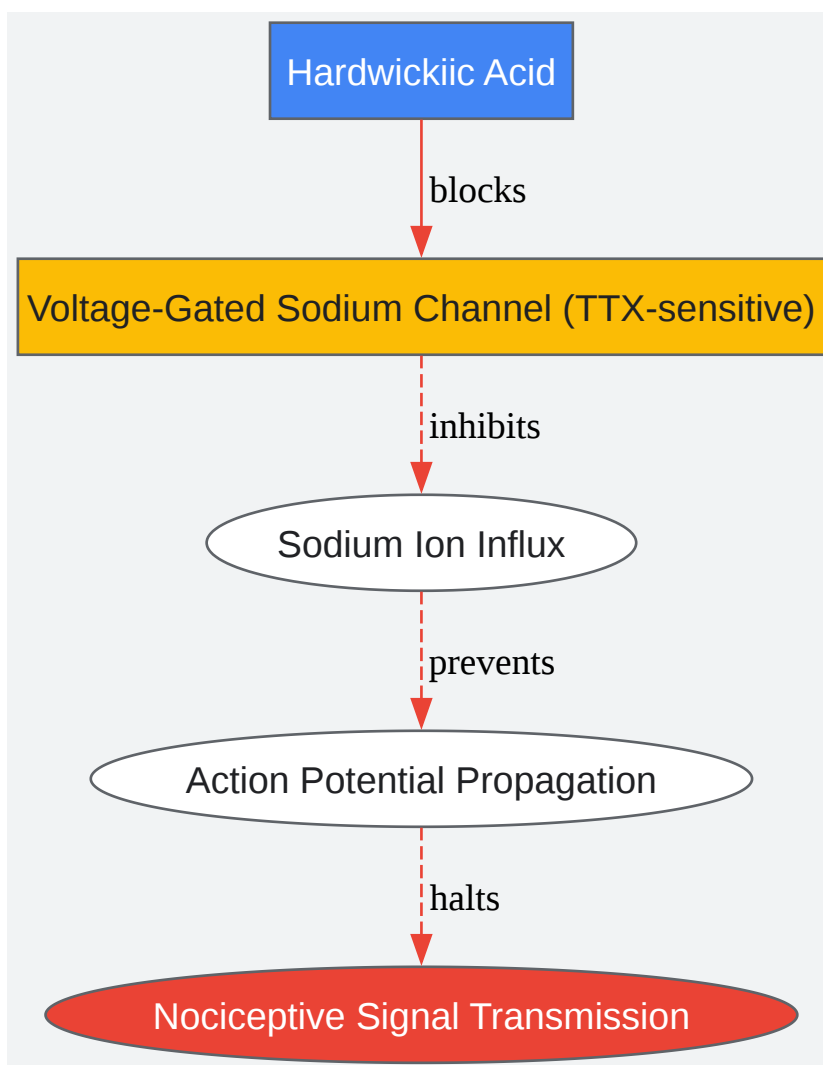 Hardwickiic Acid
blocks
Voltage-Gated Sodium Channel (TTX-sensitive)
inhibits
Sodium Ion Influx
prevents
Action Potential Propagation
halts
Nociceptive Signal Transmission